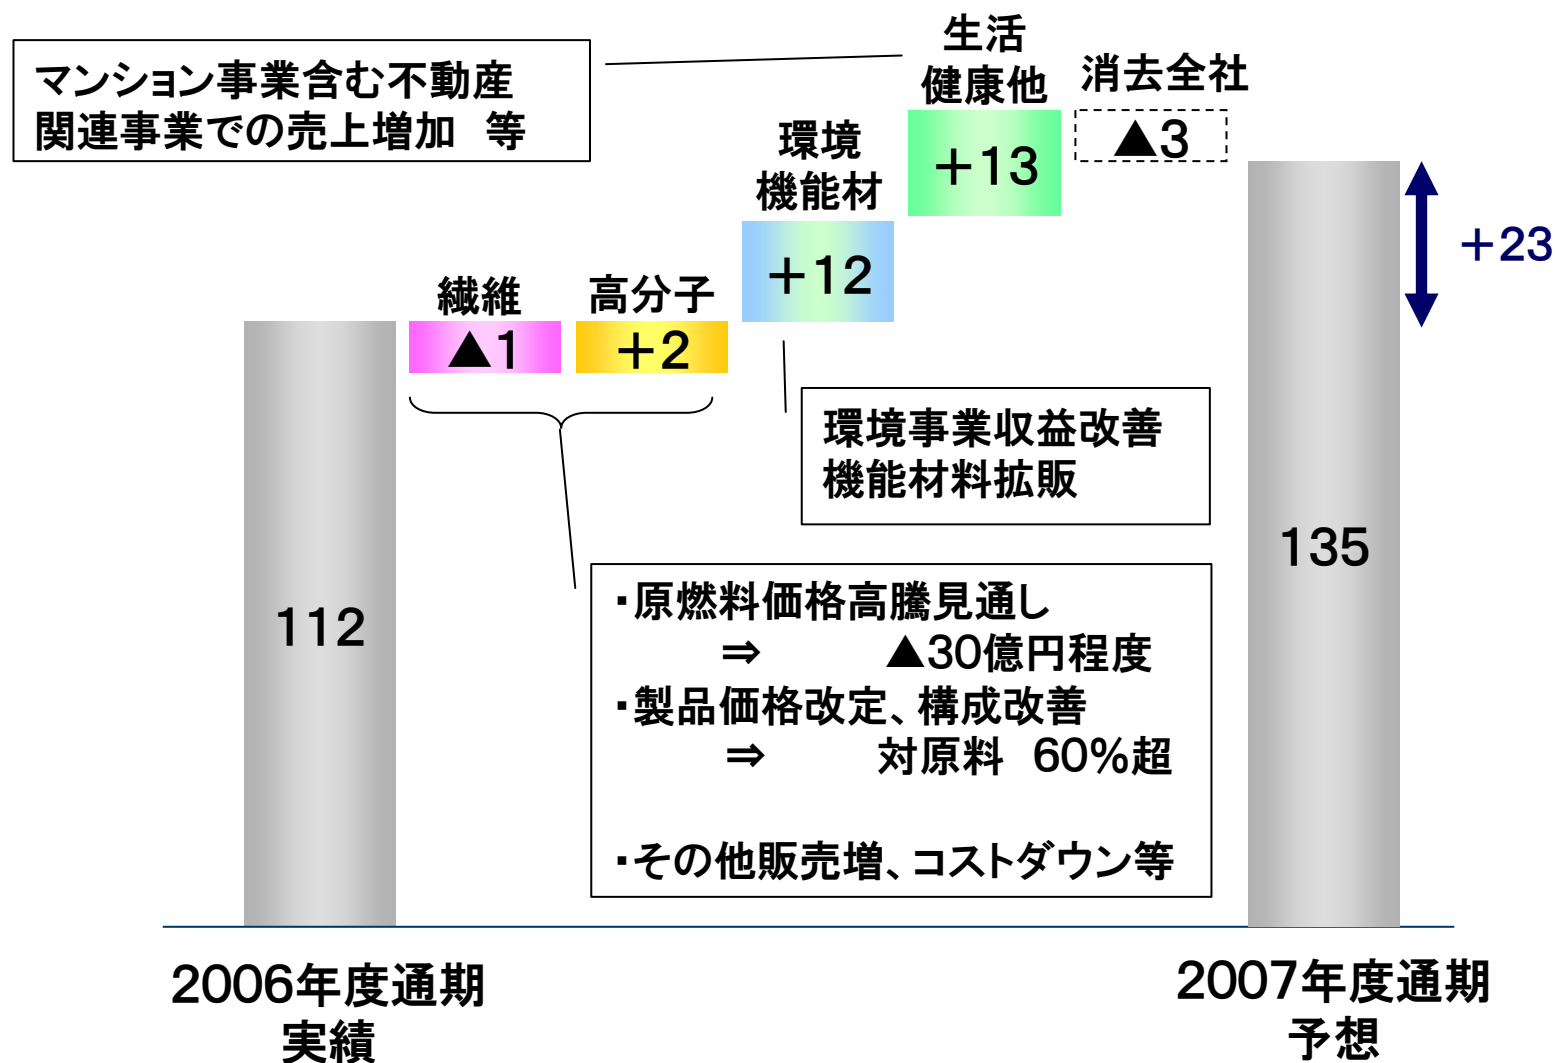 マンション事業含む不動産
関連事業での売上増加 等
生活
健康他
消去全社
▲3
+13
環境
機能材
+12
+23
繊維
▲1
高分子
+2
環境事業収益改善
機能材料拡販
112
135
・原燃料価格高騰見通し
⇒ ▲30億円程度
・製品価格改定、構成改善
⇒ 対原料 60%超
・その他販売増、コストダウン等
2006年度通期
実績
2007年度通期
予想